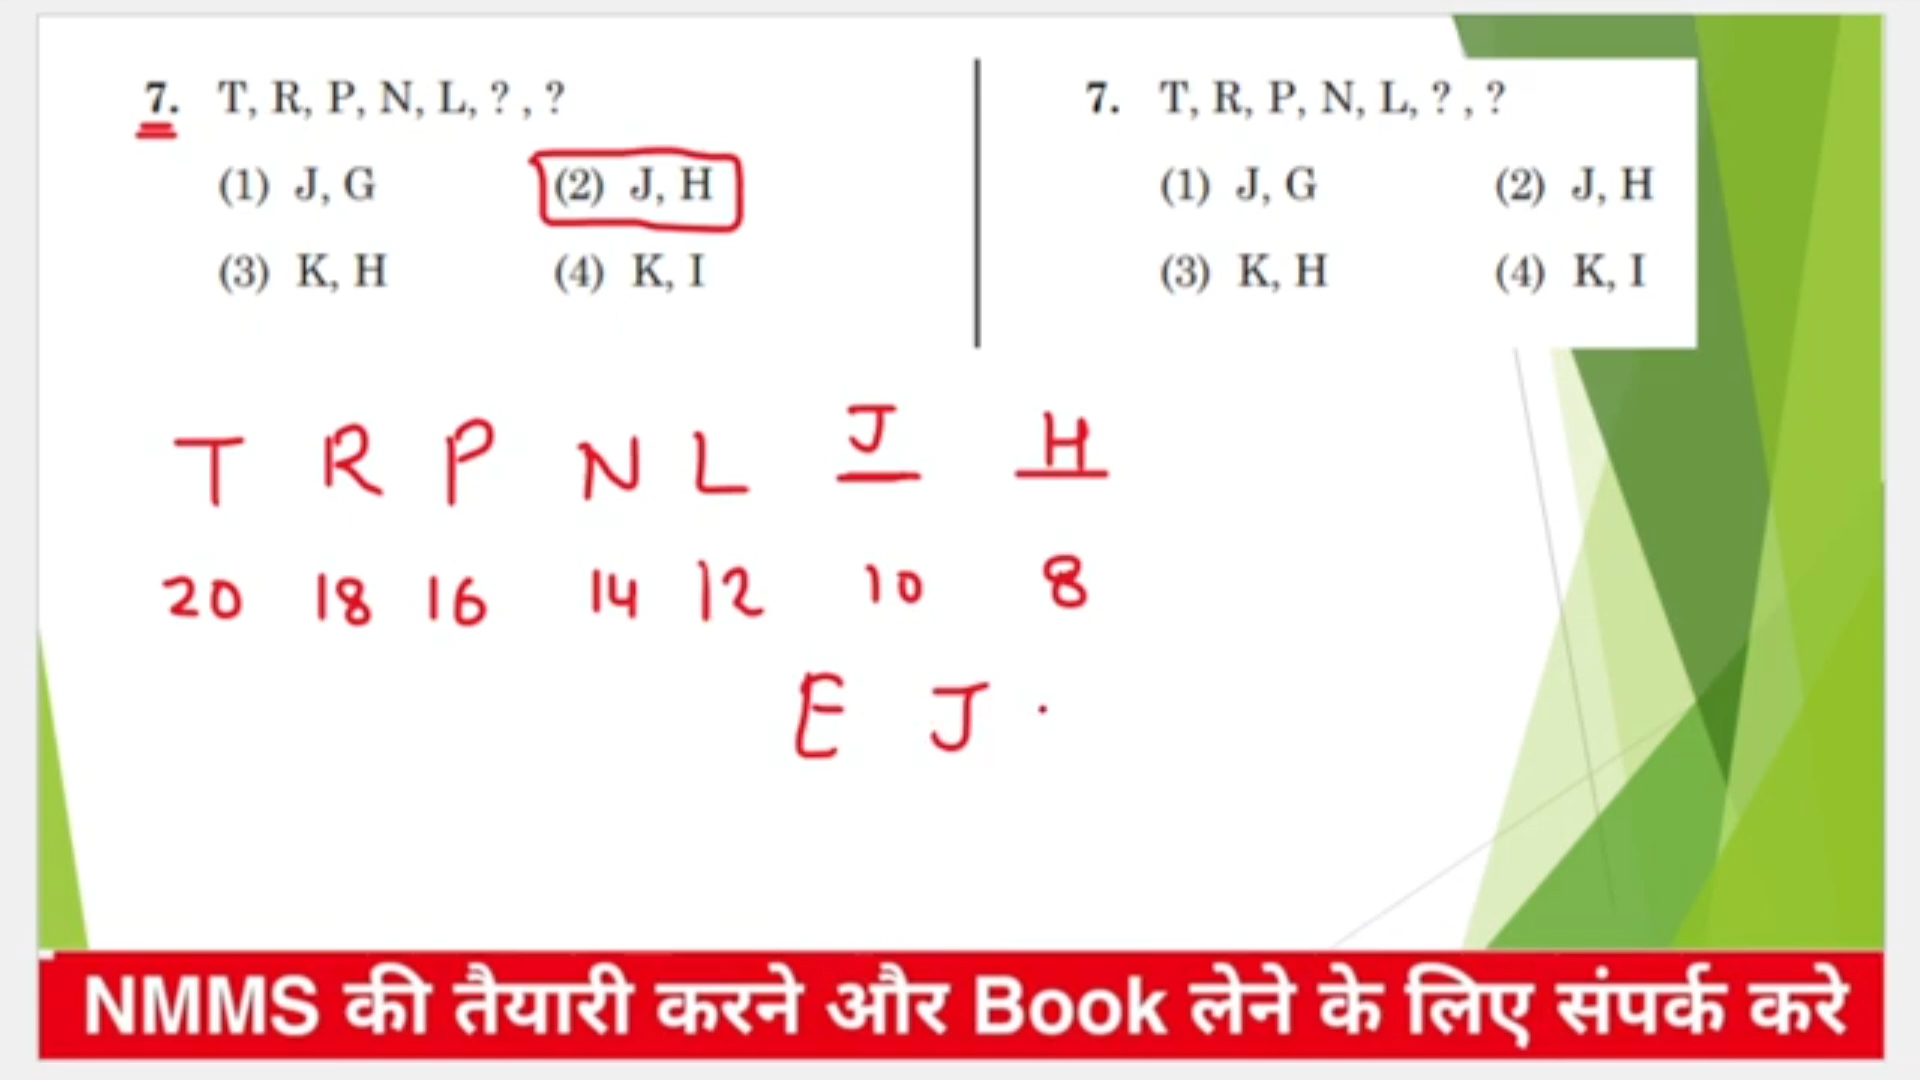 7. T, R, P, N, L, ? , ?
(1) J, G (2) J, H
(3) K, H (4) K, I
7. T, R, P, N, L, ? , ?
(1) J, G (2) J, H
(3) K, H (4) K, I
T R P N L J H
20 18 16 14 12 10 8
E J .
NMMS की तैयारी करने और Book लेने के लिए संपर्क करे